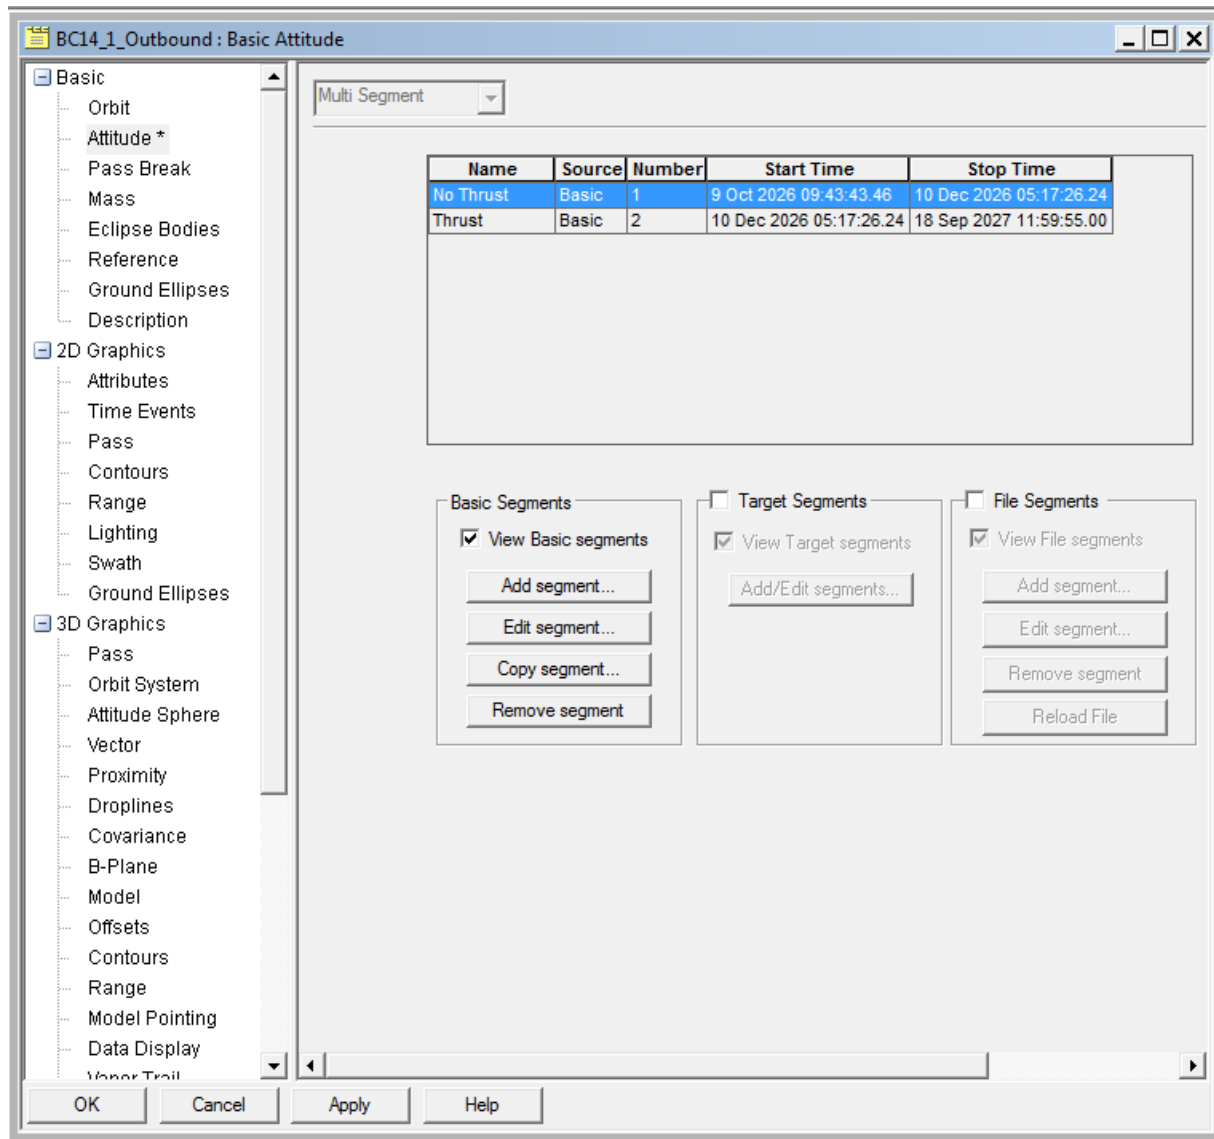 BC14_1_Outbound : Basic Attitude
Basic
Orbit
Attitude *
Pass Break
Mass
Eclipse Bodies
Reference
Ground Ellipses
Description
2D Graphics
Attributes
Time Events
Pass
Contours
Range
Lighting
Swath
Ground Ellipses
3D Graphics
Pass
Orbit System
Attitude Sphere
Vector
Proximity
Droplines
Covariance
B-Plane
Model
Offsets
Contours
Range
Model Pointing
Data Display
Vapor Trail
Multi Segment
Name Source Number Start Time Stop Time
No Thrust Basic 1 9 Oct 2026 09:43:43.46 10 Dec 2026 05:17:26.24
Thrust Basic 2 10 Dec 2026 05:17:26.24 18 Sep 2027 11:59:55.00
Basic Segments
View Basic segments
Add segment...
Edit segment...
Copy segment...
Remove segment
Target Segments
View Target segments
Add/Edit segments...
File Segments
View File segments
Add segment...
Edit segment...
Remove segment
Reload File
OK Cancel Apply Help